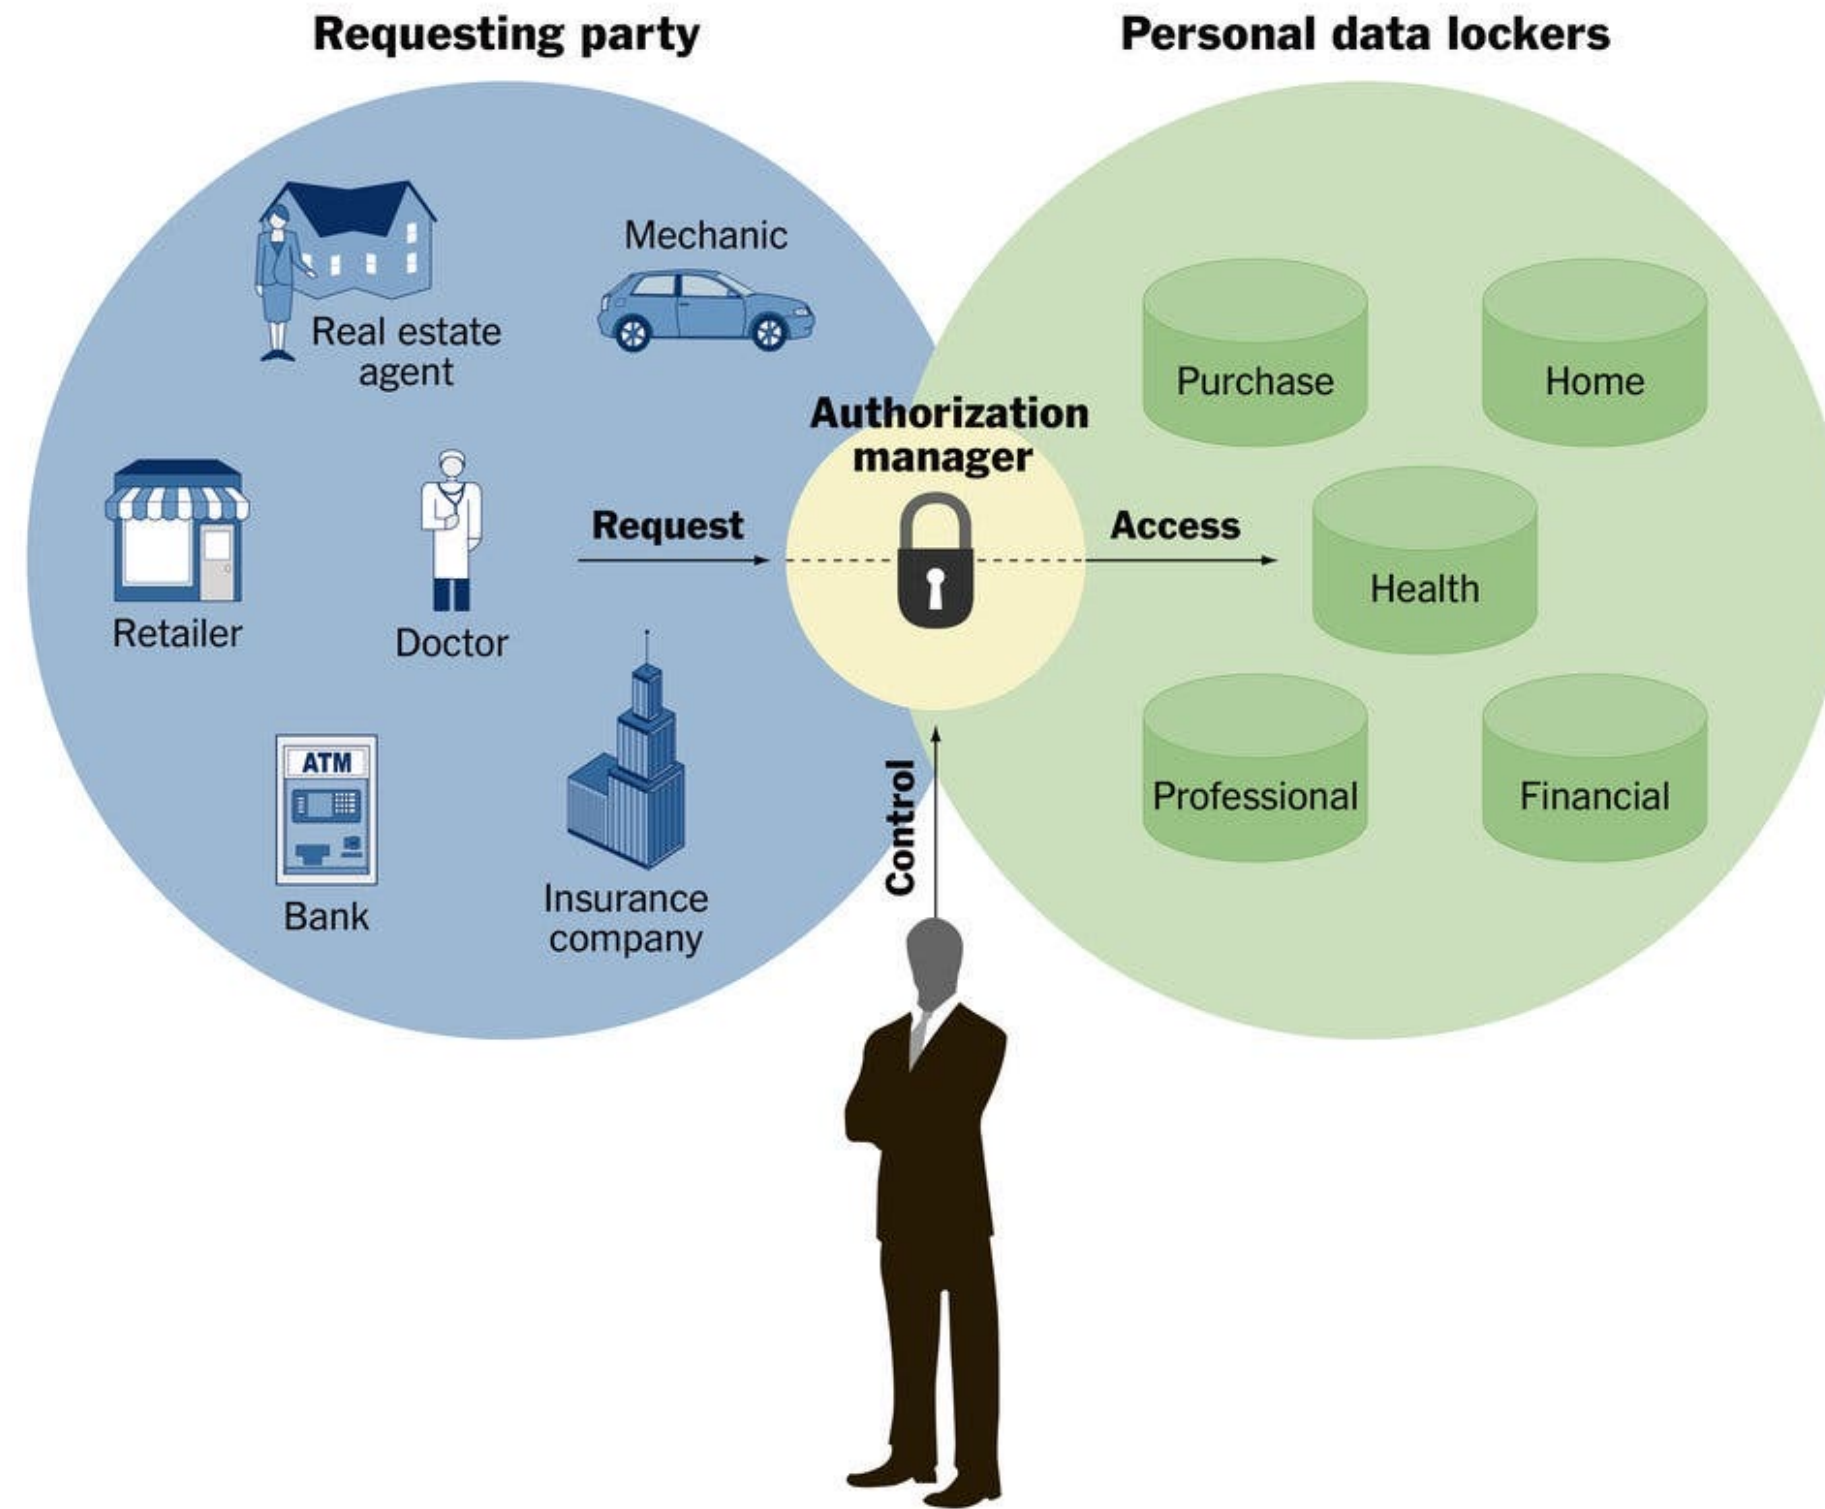 Requesting party
Personal data lockers
Mechanic
Real estate
agent
Purchase
Home
Authorization
manager
Request
Access
Health
Retailer
Doctor
ATM
Control
Professional
Financial
Bank
Insurance
company